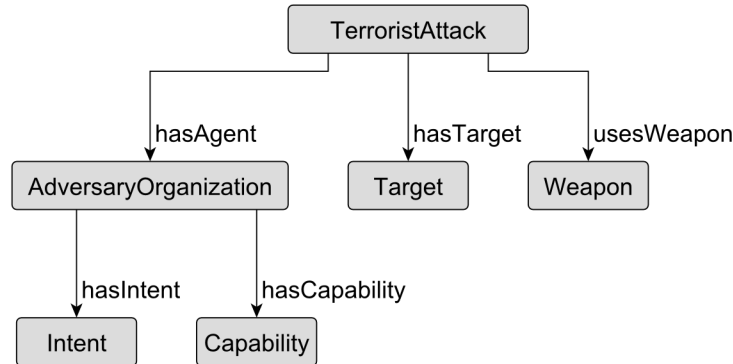 TerroristAttack
hasAgent
hasTarget
usesWeapon
AdversaryOrganization
Target
Weapon
hasIntent
hasCapability
Intent
Capability